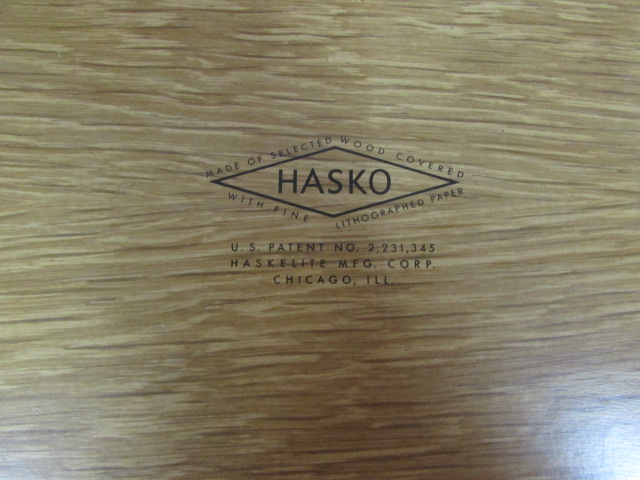 MADE OF SELECTED WOOD COVERED
HASKO
WITH FINE LITHOGRAPHED PAPER
U. S. PATENT NO. 2,231,345
HASKELITE MFG. CORP.
CHICAGO, ILL.